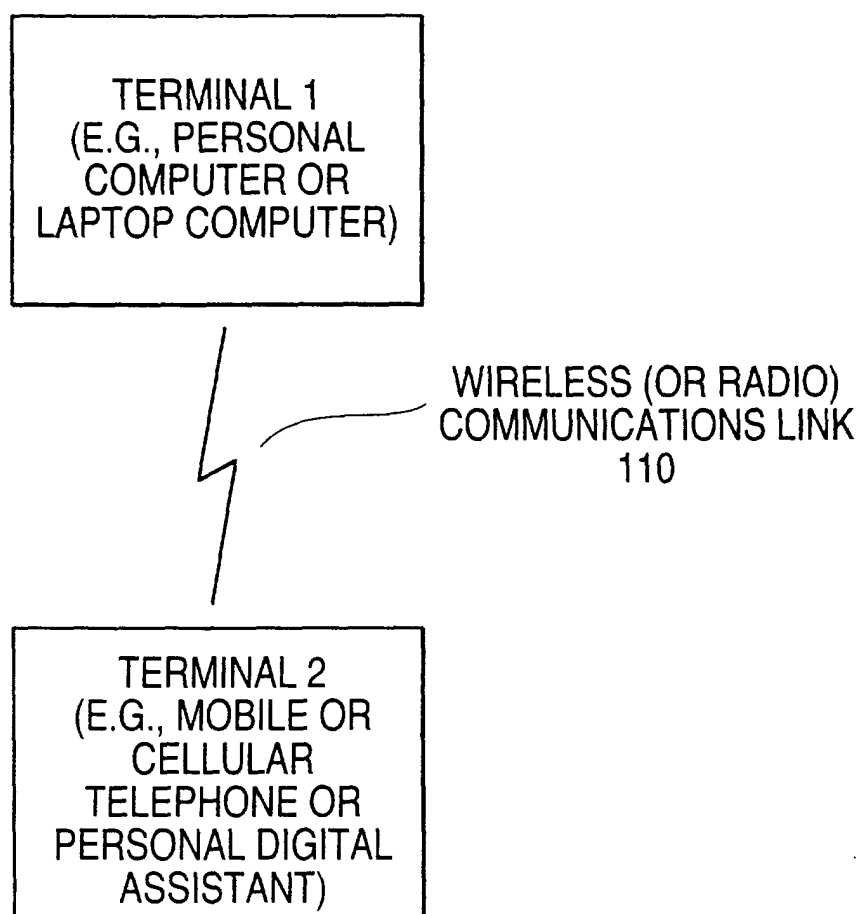 TERMINAL 1
(E.G., PERSONAL
COMPUTER OR
LAPTOP COMPUTER)
WIRELESS (OR RADIO)
COMMUNICATIONS LINK
110
TERMINAL 2
(E.G., MOBILE OR
CELLULAR
TELEPHONE OR
PERSONAL DIGITAL
ASSISTANT)